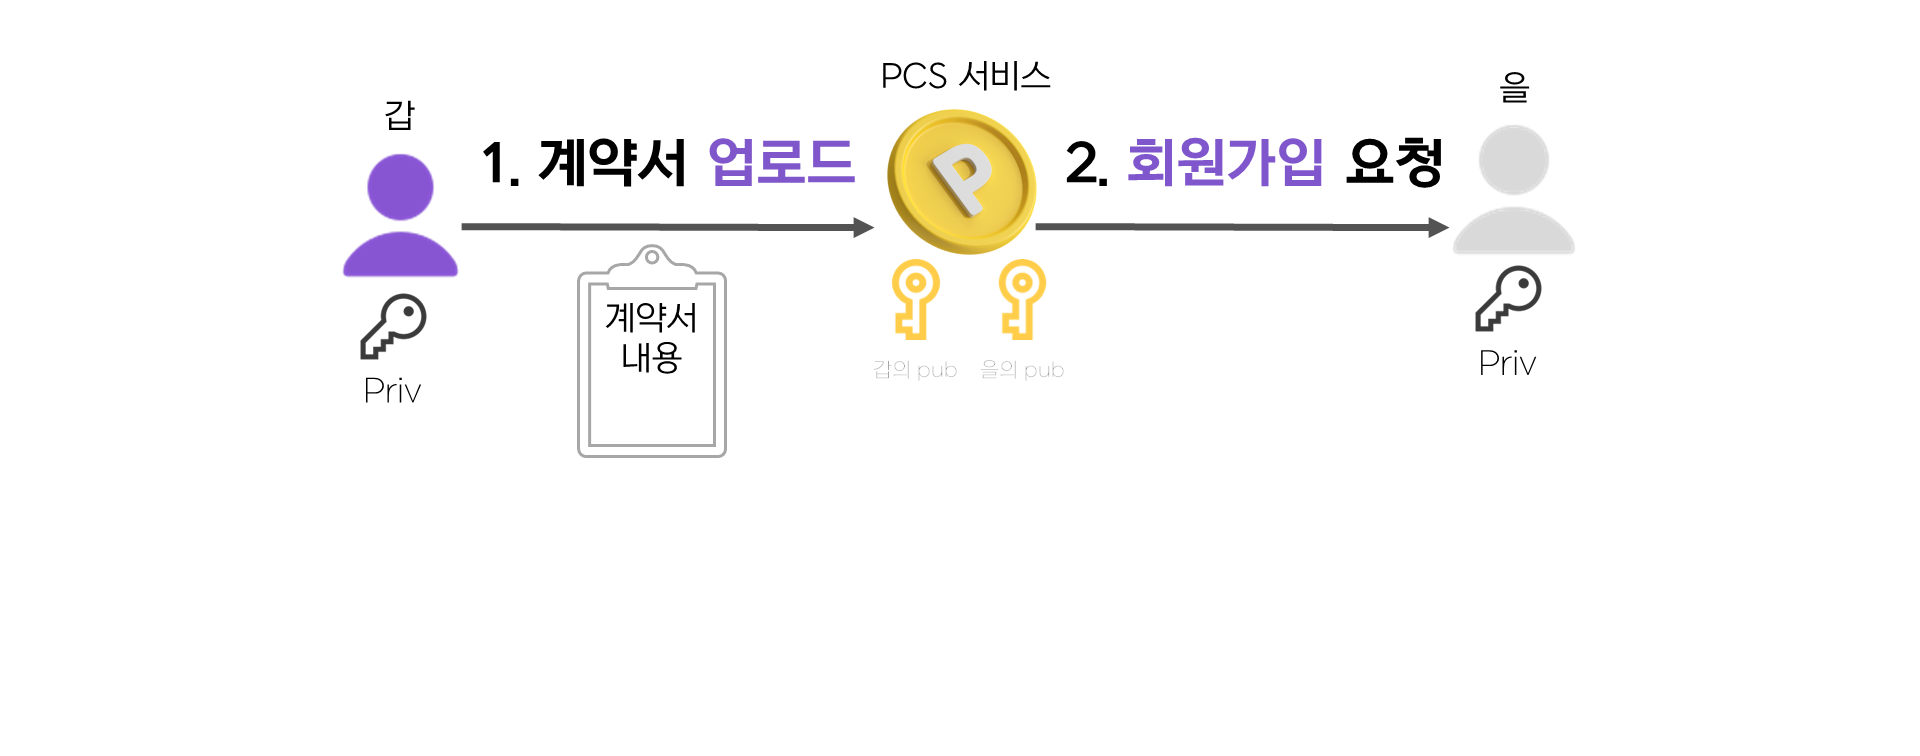 갑
1. 계약서 업로드
계약서
내용
Priv
PCS 서비스
P
갑의 pub
을의 pub
2. 회원가입 요청
을
Priv